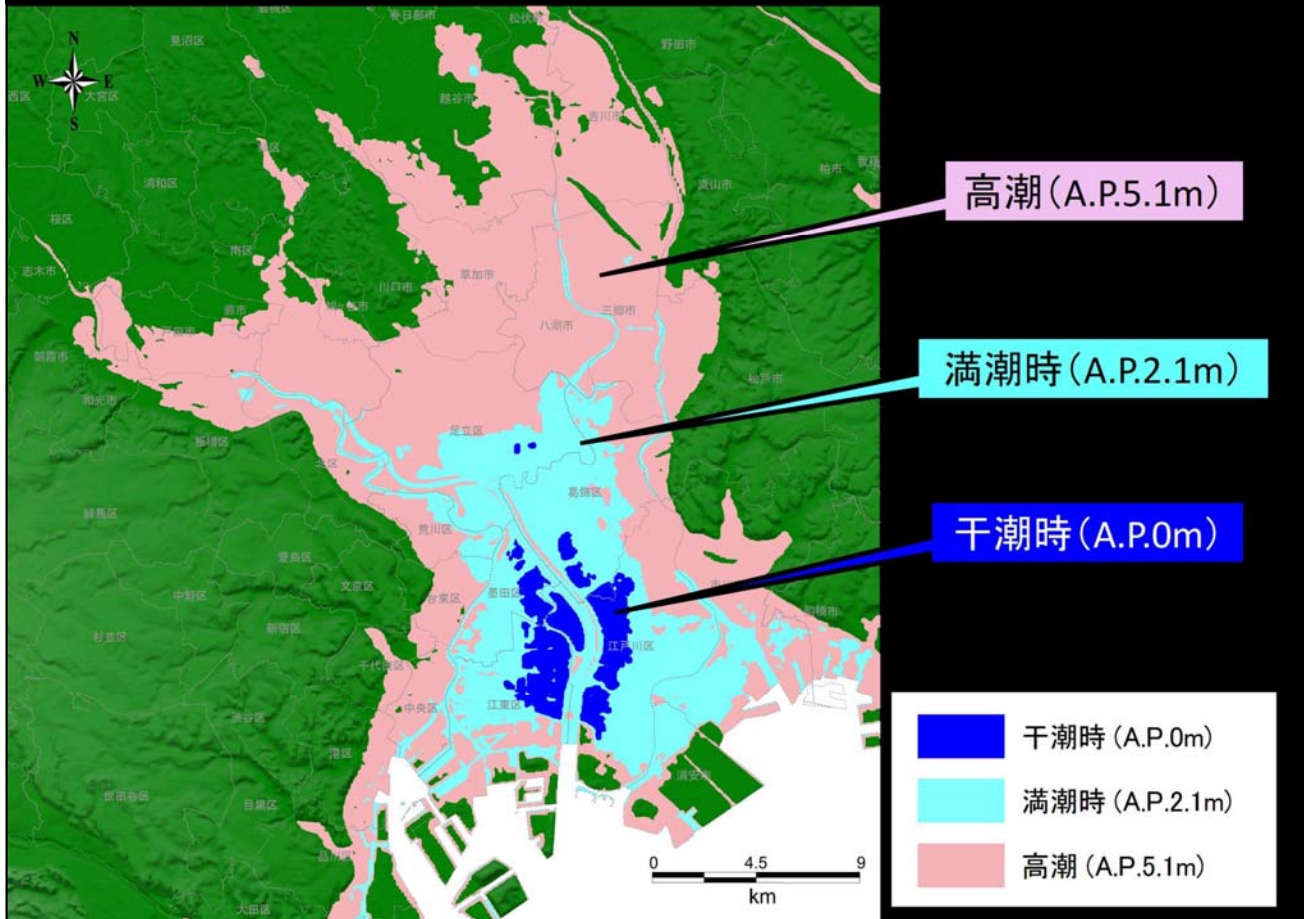 春日部市
松伏町
見沼区
野田市
N
W
E
S
西区
大宮区
越谷市
吉川市
緑区
浦和区
柏市
流山市
桜区
高潮(A.P.5.1m)
南区
志木市
草加市
川口市
蕨市
三郷市
八潮市
戸田市
朝霞市
満潮時(A.P.2.1m)
松戸市
和光市
板橋区
足立区
北区
葛飾区
荒川区
干潮時(A.P.0m)
練馬区
豊島区
文京区
台東区
墨田区
船橋市
中野区
新宿区
杉並区
江戸川区
千代田区
中央区
江東区
渋谷区
港区
干潮時(A.P.0m)
浦安市
世田谷区
目黒区
満潮時(A.P.2.1m)
品川区
0
4.5
9
km
高潮(A.P.5.1m)
大田区